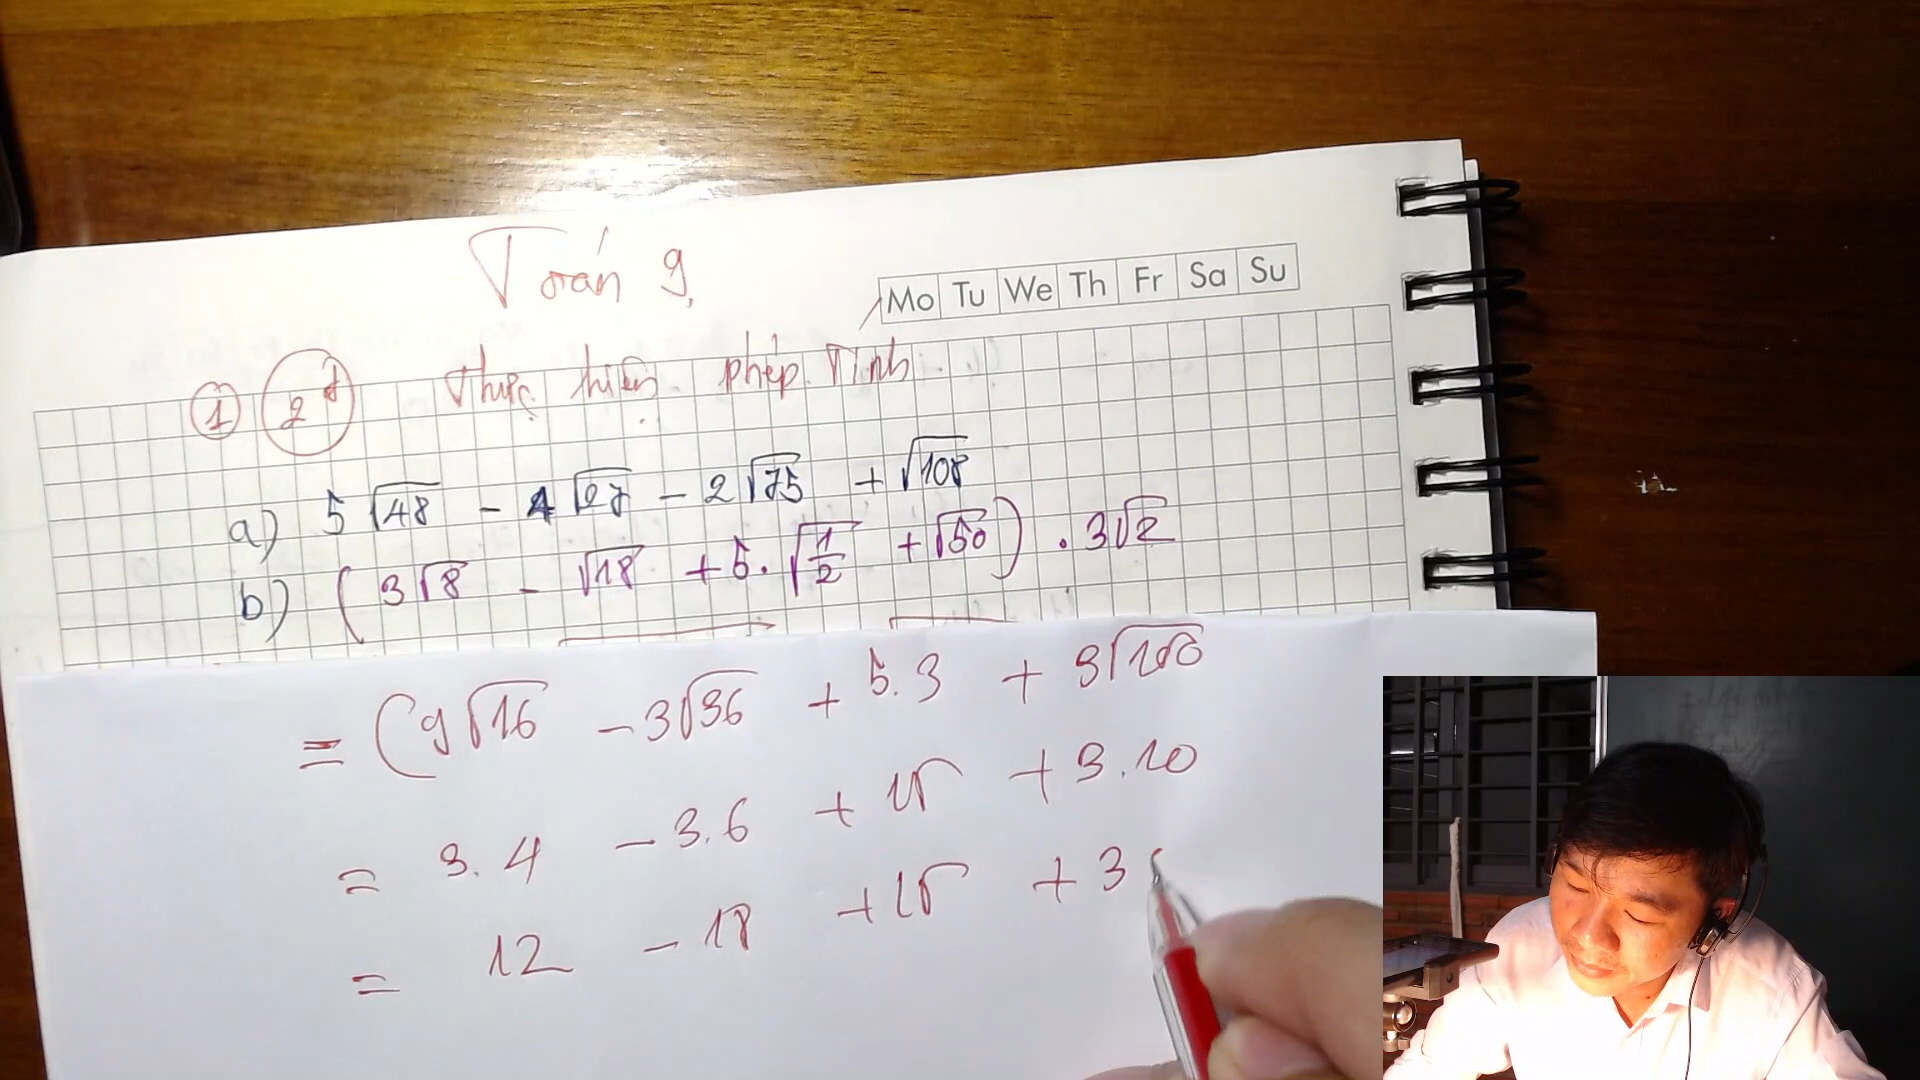 Toán 9
Mo Tu We Th Fr Sa Su
① 2đ Thực hiện phép tính.
a) 5√48 - 4√27 - 2√75 + √108
b) (3√8 - √18 + 5.√(1/2) + √50) . 3√2
= (9√16 - 3√36 + 5.3 + 3√100
= 3.4 - 3.6 + 15 + 3.10
= 12 - 18 + 15 + 3